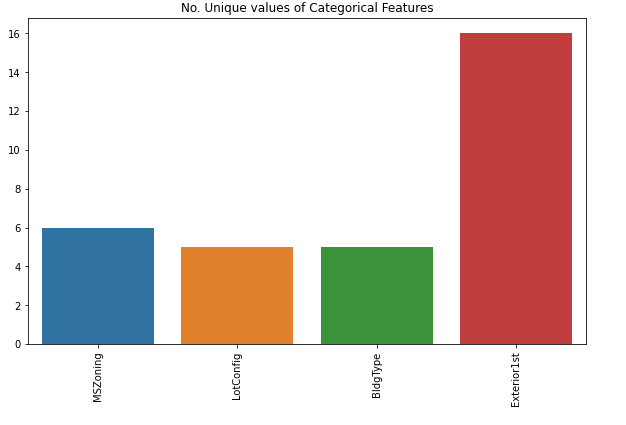 No. Unique values of Categorical Features
16
14
12
10
8
6
4
2
0
MSZoning
LotConfig
BldgType
Exterior1st